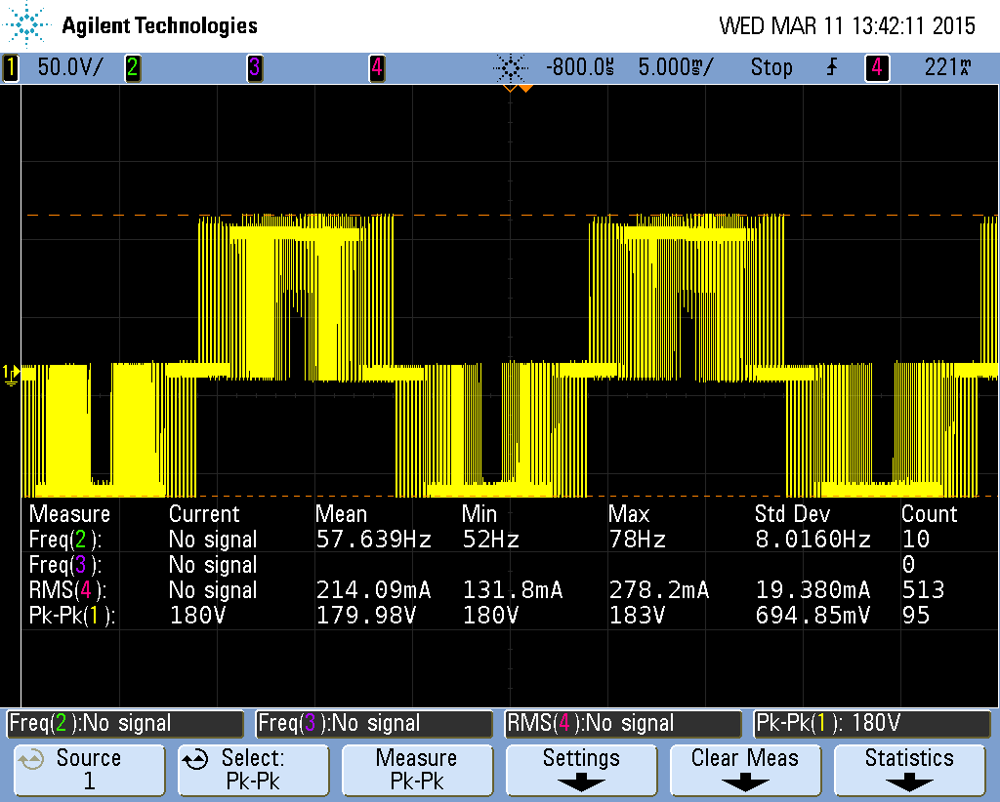 Agilent Technologies WED MAR 11 13:42:11 2015
1 50.0V/ 2 3 4 -800.0µs 5.000ms/ Stop 4 221mA
1
Measure Current Mean Min Max Std Dev Count
Freq(2): No signal 57.639Hz 52Hz 78Hz 8.0160Hz 10
Freq(3): No signal 0
RMS(4): No signal 214.09mA 131.8mA 278.2mA 19.380mA 513
Pk-Pk(1): 180V 179.98V 180V 183V 694.85mV 95
Freq(2):No signal Freq(3):No signal RMS(4):No signal Pk-Pk(1): 180V
Source Select: Measure Settings Clear Meas Statistics
1 Pk-Pk Pk-Pk